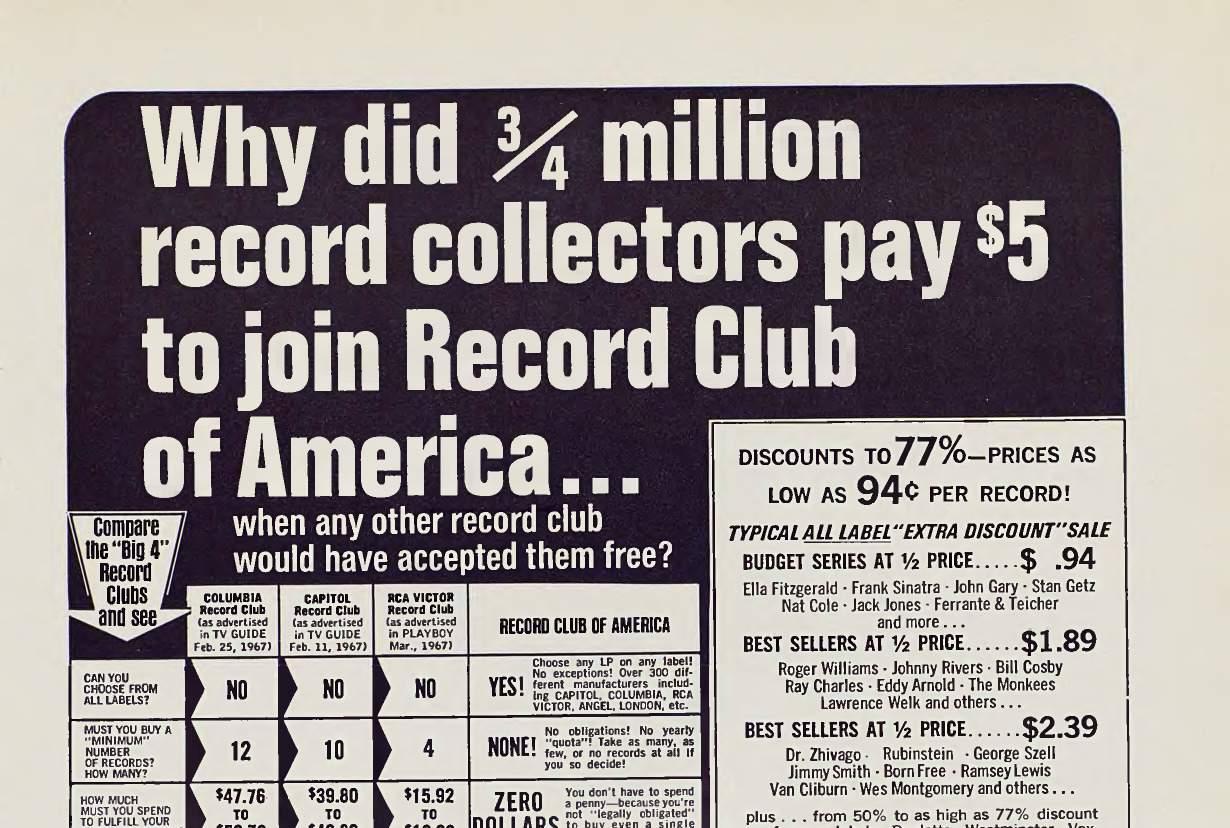 Why did 3/4 million
record collectors pay $5
to join Record Club
of America...
when any other record club
would have accepted them free?
Compare
the "Big 4"
Record
Clubs
and see
COLUMBIA
Record Club
(as advertised
in TV GUIDE
Feb. 25, 1967)
CAPITOL
Record Club
(as advertised
in TV GUIDE
Feb. 11, 1967)
RCA VICTOR
Record Club
(as advertised
in PLAYBOY
Mar., 1967)
RECORD CLUB OF AMERICA
CAN YOU
CHOOSE FROM
ALL LABELS?
NO
NO
NO
YES!
Choose any LP on any label!
No exceptions! Over 300 dif-
ferent manufacturers includ-
ing CAPITOL, COLUMBIA, RCA
VICTOR, ANGEL, LONDON, etc.
MUST YOU BUY A
"MINIMUM"
NUMBER
OF RECORDS?
HOW MANY?
12
10
4
NONE!
No obligations! No yearly
"quota"! Take as many, as
few, or no records at all if
you so decide!
HOW MUCH
MUST YOU SPEND
TO FULFILL YOUR
$47.76
TO
$39.80
TO
$15.92
TO
ZERO
DOLLARS
You don't have to spend
a penny—because you're
not "legally obligated"
to buy even a single
DISCOUNTS TO 77%—PRICES AS
LOW AS 94¢ PER RECORD!
TYPICAL ALL LABEL "EXTRA DISCOUNT" SALE
BUDGET SERIES AT ½ PRICE.....$ .94
Ella Fitzgerald · Frank Sinatra · John Gary · Stan Getz
Nat Cole · Jack Jones · Ferrante & Teicher
and more...
BEST SELLERS AT ½ PRICE......$1.89
Roger Williams · Johnny Rivers · Bill Cosby
Ray Charles · Eddy Arnold · The Monkees
Lawrence Welk and others...
BEST SELLERS AT ½ PRICE......$2.39
Dr. Zhivago · Rubinstein · George Szell
Jimmy Smith · Born Free · Ramsey Lewis
Van Cliburn · Wes Montgomery and others...
plus...from 50% to as high as 77% discount